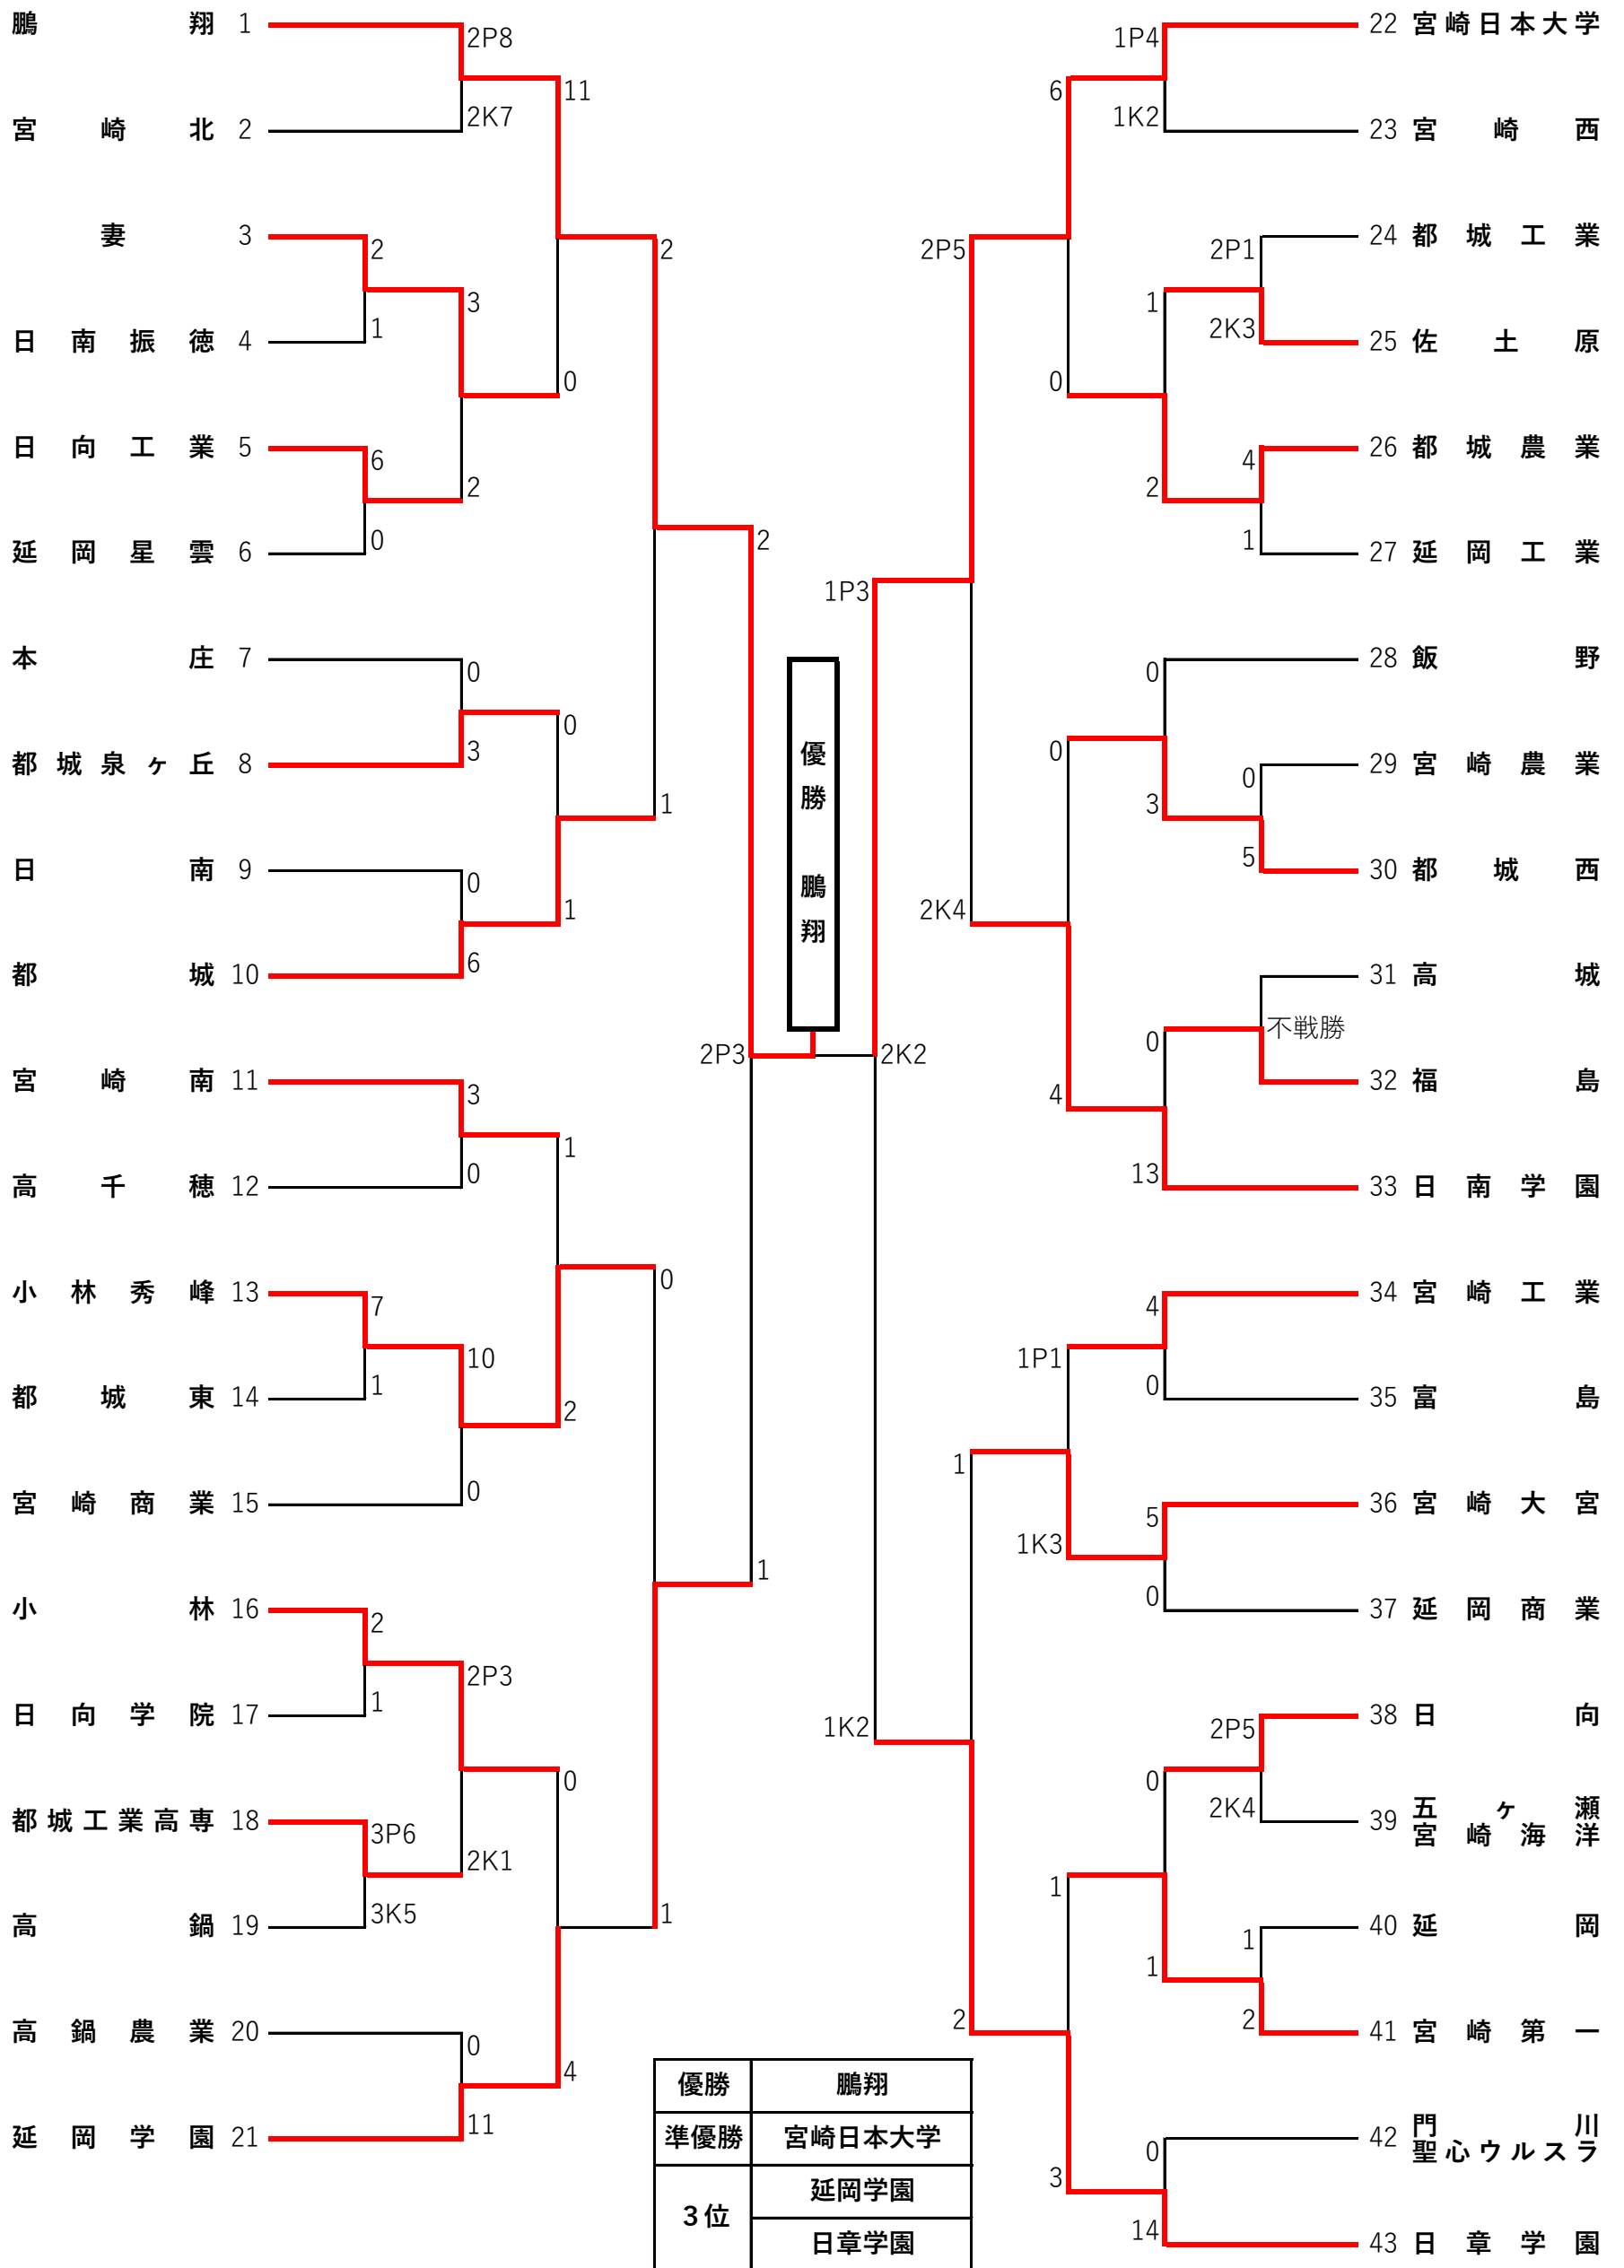 鵬翔 1
宮崎北 2
妻 3
日南振徳 4
日向工業 5
延岡星雲 6
本庄 7
都城泉ヶ丘 8
日南 9
都城 10
宮崎南 11
高千穂 12
小林秀峰 13
都城東 14
宮崎商業 15
小林 16
日向学院 17
都城工業高専 18
高鍋 19
高鍋農業 20
延岡学園 21
2P8
2K7
2
1
6
0
3
2
11
0
0
3
0
6
0
1
2
1
3
0
7
1
10
0
1
2
2
1
3P6
3K5
2P3
2K1
0
11
0
4
0
1
2
1
2P3
優勝 鵬翔
2K2
1P3
1K2
2P5
2K4
1
2
6
0
0
4
1P1
1K3
1
3
1P4
1K2
1
2
0
3
0
13
4
0
5
0
0
1
0
14
2P1
2K3
4
1
0
5
不戦勝
2P5
2K4
1
2
22 宮崎日本大学
23 宮崎西
24 都城工業
25 佐土原
26 都城農業
27 延岡工業
28 飯野
29 宮崎農業
30 都城西
31 高城
32 福島
33 日南学園
34 宮崎工業
35 富島
36 宮崎大宮
37 延岡商業
38 日向
39 五ヶ瀬
宮崎海洋
40 延岡
41 宮崎第一
42 門川
聖心ウルスラ
43 日章学園
優勝 鵬翔
準優勝 宮崎日本大学
3位 延岡学園
日章学園